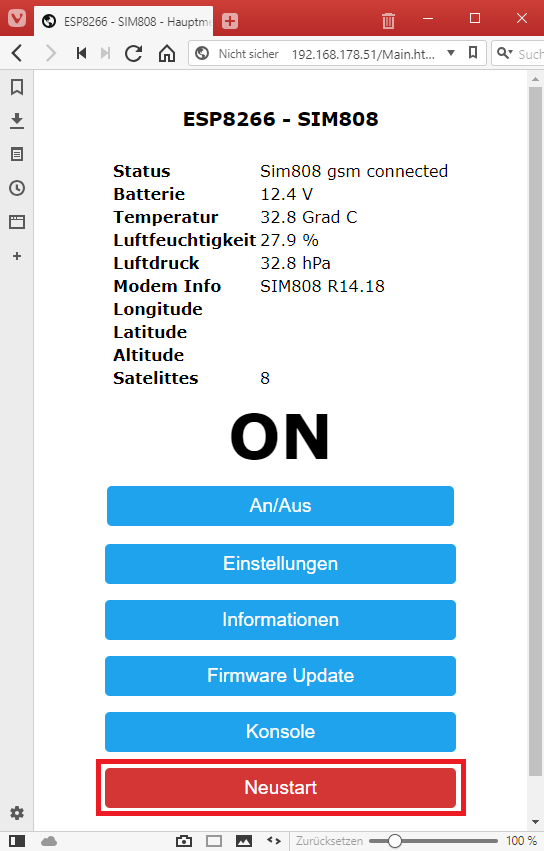 ESP8266 - SIM808 - Hauptme
Nicht sicher 192.168.178.51/Main.ht... Such
ESP8266 - SIM808
Status Sim808 gsm connected
Batterie 12.4 V
Temperatur 32.8 Grad C
Luftfeuchtigkeit 27.9 %
Luftdruck 32.8 hPa
Modem Info SIM808 R14.18
Longitude
Latitude
Altitude
Satelittes 8
ON
An/Aus
Einstellungen
Informationen
Firmware Update
Konsole
Neustart
Zurücksetzen 100 %